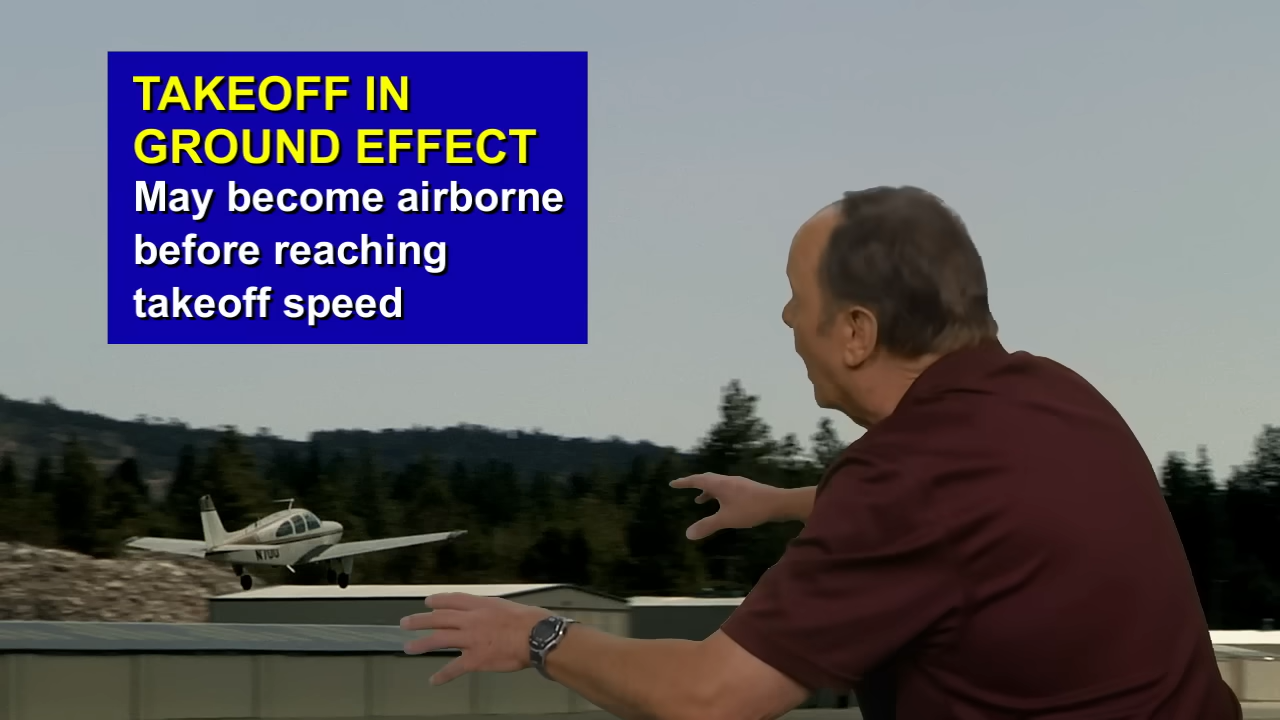 TAKEOFF IN
GROUND EFFECT
May become airborne
before reaching
takeoff speed